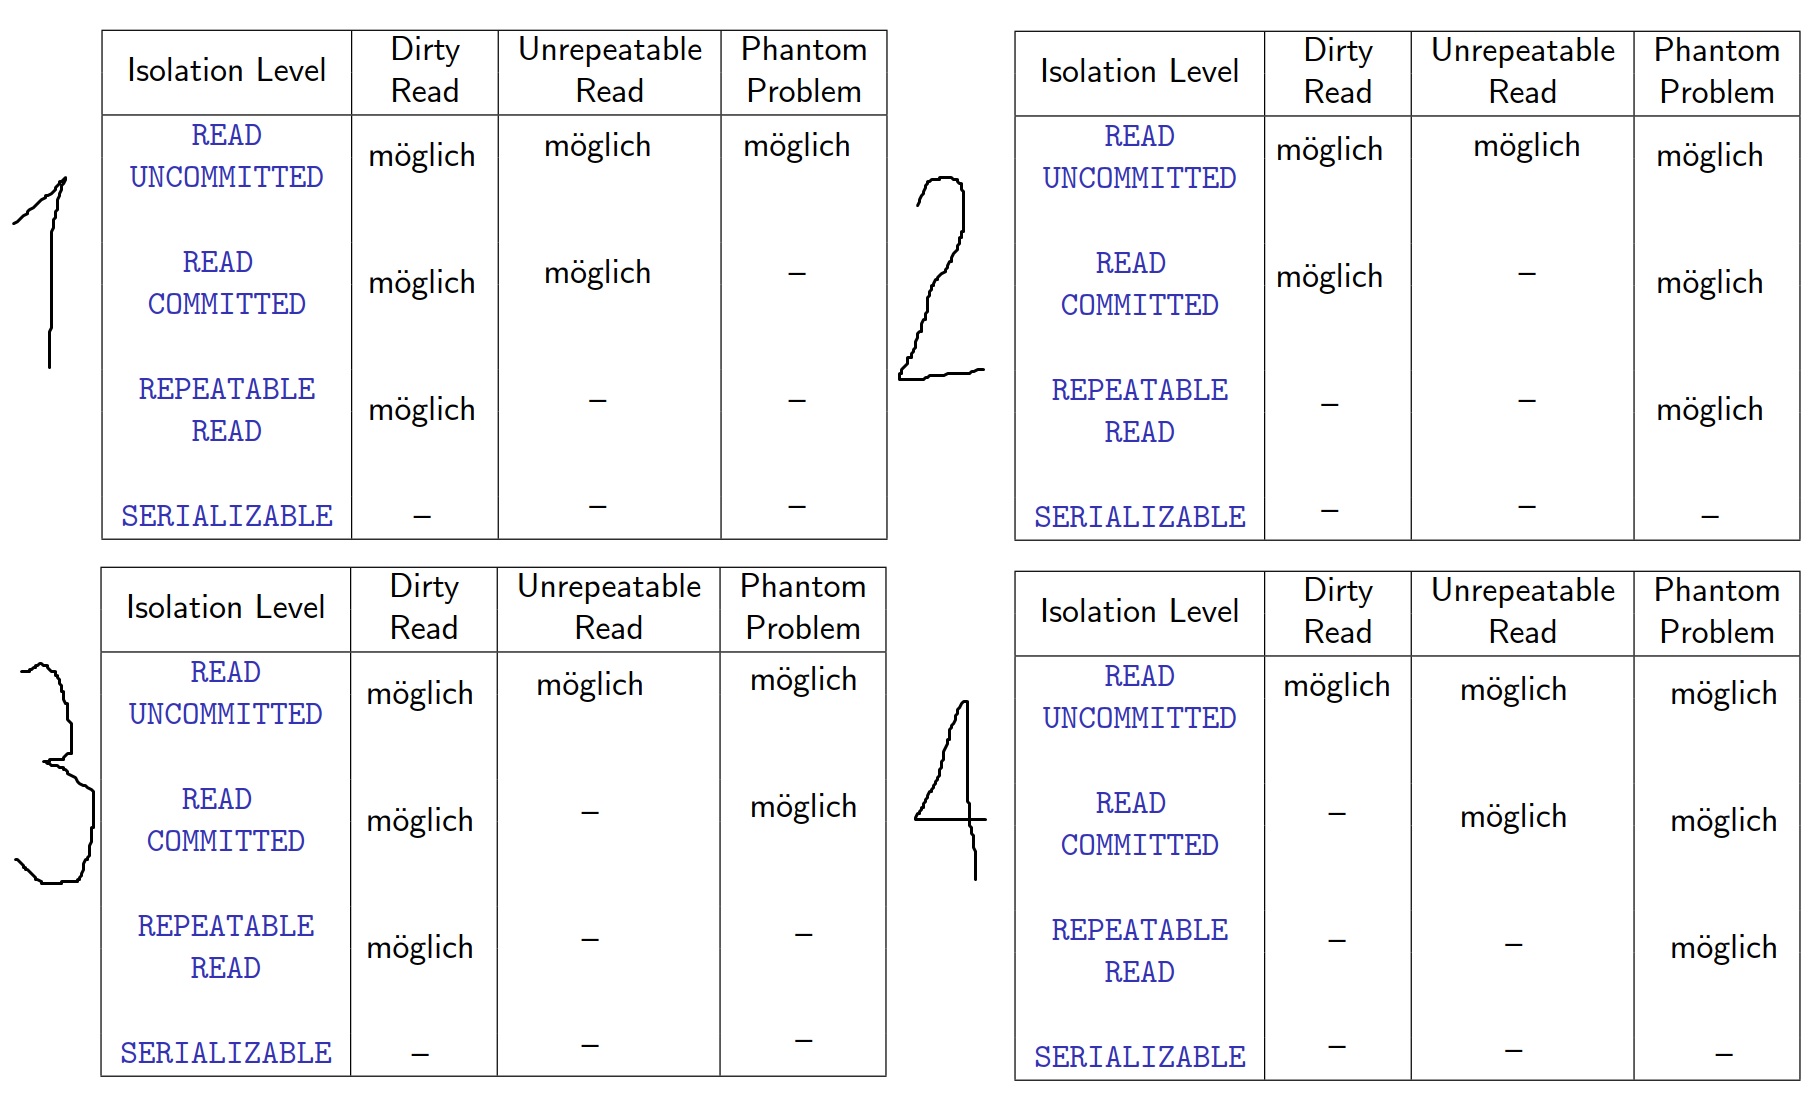 1
Isolation Level | Dirty Read | Unrepeatable Read | Phantom Problem
READ UNCOMMITTED | möglich | möglich | möglich
READ COMMITTED | möglich | möglich | –
REPEATABLE READ | möglich | – | –
SERIALIZABLE | – | – | –
2
Isolation Level | Dirty Read | Unrepeatable Read | Phantom Problem
READ UNCOMMITTED | möglich | möglich | möglich
READ COMMITTED | möglich | – | möglich
REPEATABLE READ | – | – | möglich
SERIALIZABLE | – | – | –
3
Isolation Level | Dirty Read | Unrepeatable Read | Phantom Problem
READ UNCOMMITTED | möglich | möglich | möglich
READ COMMITTED | möglich | – | möglich
REPEATABLE READ | möglich | – | –
SERIALIZABLE | – | – | –
4
Isolation Level | Dirty Read | Unrepeatable Read | Phantom Problem
READ UNCOMMITTED | möglich | möglich | möglich
READ COMMITTED | – | möglich | möglich
REPEATABLE READ | – | – | möglich
SERIALIZABLE | – | – | –